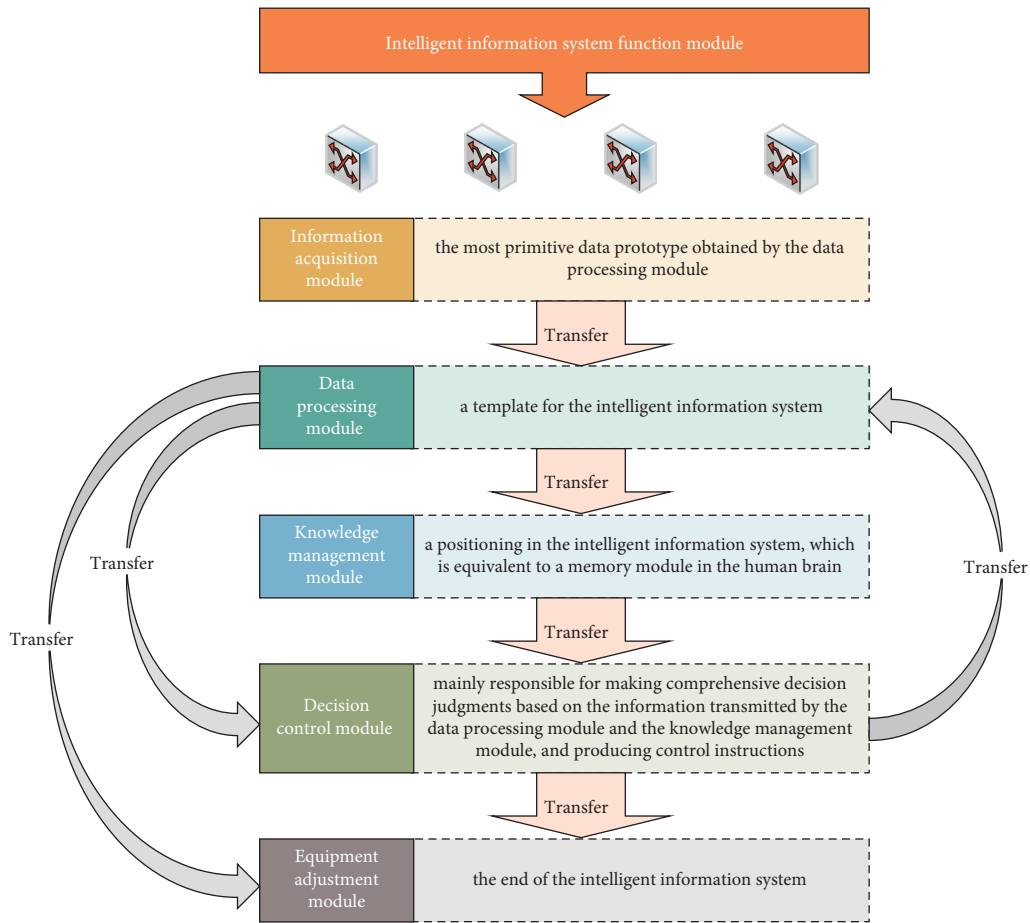 Intelligent information system function module
Information
acquisition
module
the most primitive data prototype obtained by the data
processing module
Transfer
Data
processing
module
a template for the intelligent information system
Transfer
Knowledge
management
module
a positioning in the intelligent information system, which
is equivalent to a memory module in the human brain
Transfer
Transfer
Transfer
Transfer
Decision
control module
mainly responsible for making comprehensive decision
judgments based on the information transmitted by the
data processing module and the knowledge management
module, and producing control instructions
Transfer
Equipment
adjustment
module
the end of the intelligent information system